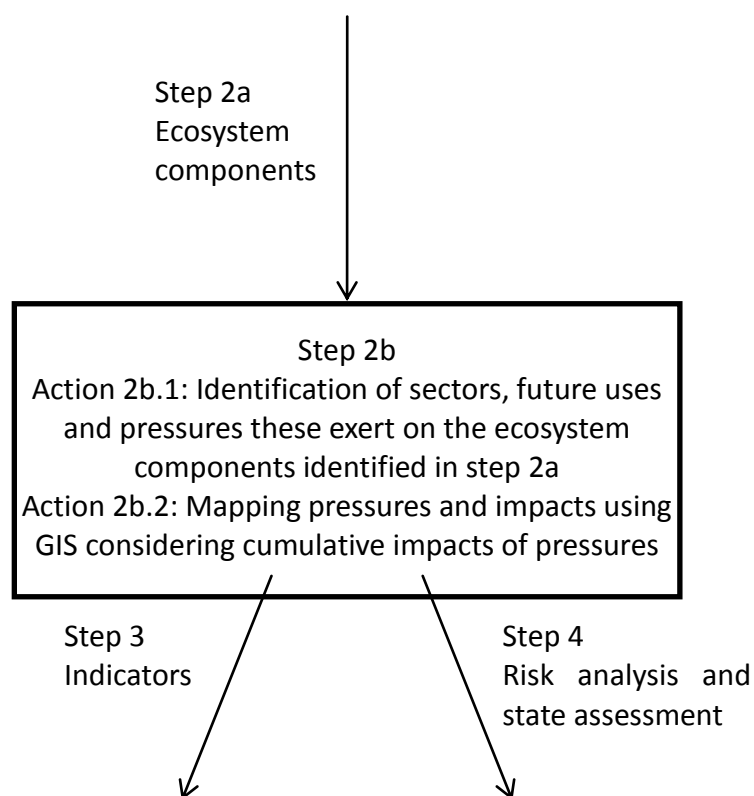 Step 2a
Ecosystem
components
Step 2b
Action 2b.1: Identification of sectors, future uses
and pressures these exert on the ecosystem
components identified in step 2a
Action 2b.2: Mapping pressures and impacts using
GIS considering cumulative impacts of pressures
Step 3
Indicators
Step 4
Risk analysis and
state assessment